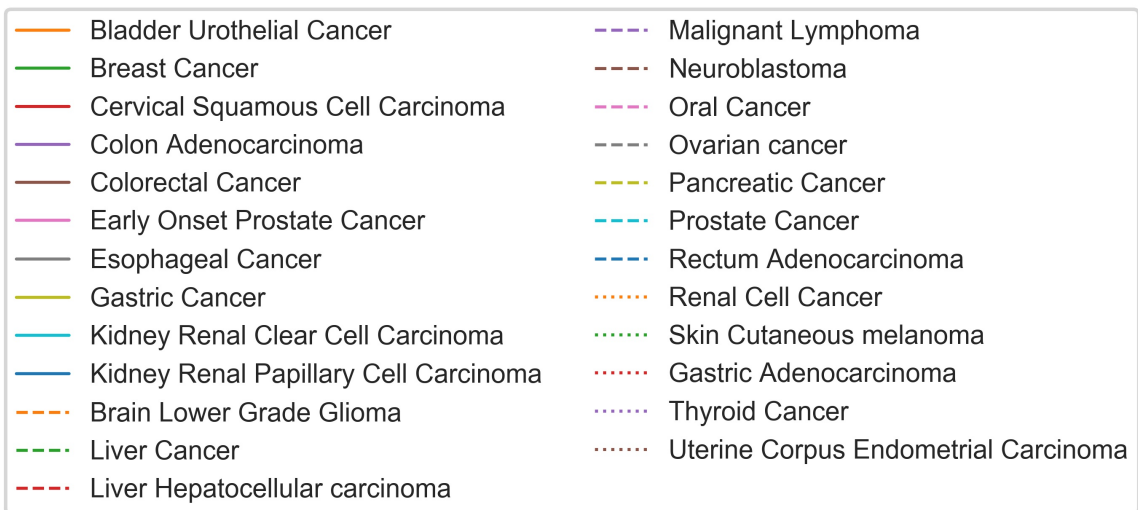 Bladder Urothelial Cancer
Breast Cancer
Cervical Squamous Cell Carcinoma
Colon Adenocarcinoma
Colorectal Cancer
Early Onset Prostate Cancer
Esophageal Cancer
Gastric Cancer
Kidney Renal Clear Cell Carcinoma
Kidney Renal Papillary Cell Carcinoma
Brain Lower Grade Glioma
Liver Cancer
Liver Hepatocellular carcinoma
Malignant Lymphoma
Neuroblastoma
Oral Cancer
Ovarian cancer
Pancreatic Cancer
Prostate Cancer
Rectum Adenocarcinoma
Renal Cell Cancer
Skin Cutaneous melanoma
Gastric Adenocarcinoma
Thyroid Cancer
Uterine Corpus Endometrial Carcinoma